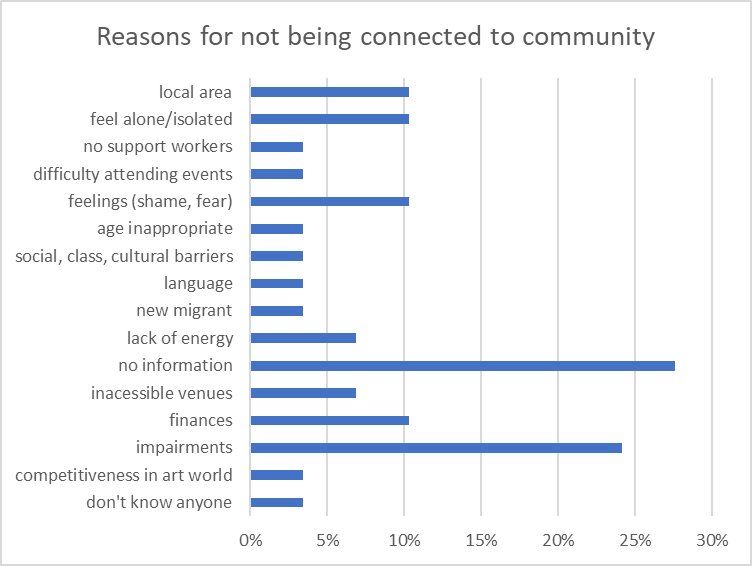 Reasons for not being connected to community
local area
feel alone/isolated
no support workers
difficulty attending events
feelings (shame, fear)
age inappropriate
social, class, cultural barriers
language
new migrant
lack of energy
no information
inacessible venues
finances
impairments
competitiveness in art world
don't know anyone
0% 5% 10% 15% 20% 25% 30%